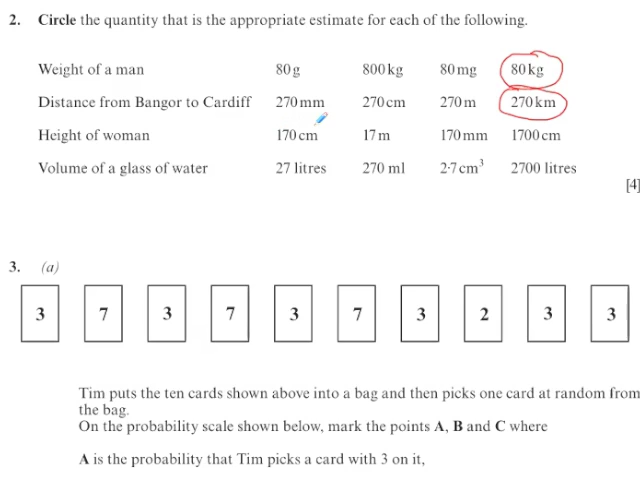 2. Circle the quantity that is the appropriate estimate for each of the following.
Weight of a man 80 g 800 kg 80 mg 80 kg
Distance from Bangor to Cardiff 270 mm 270 cm 270 m 270 km
Height of woman 170 cm 17 m 170 mm 1700 cm
Volume of a glass of water 27 litres 270 ml 2·7 cm³ 2700 litres
[4]
3. (a)
3 7 3 7 3 7 3 2 3 3
Tim puts the ten cards shown above into a bag and then picks one card at random from
the bag.
On the probability scale shown below, mark the points A, B and C where
A is the probability that Tim picks a card with 3 on it,